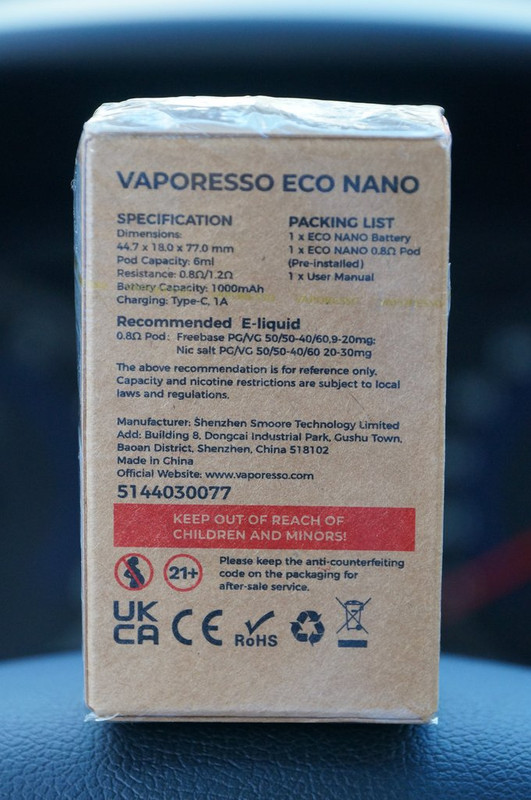 VAPORESSO ECO NANO
SPECIFICATION
Dimensions:
44.7 x 18.0 x 77.0 mm
Pod Capacity: 6ml
Resistance: 0.8Ω/1.2Ω
Battery Capacity: 1000mAh
Charging: Type-C, 1A
PACKING LIST
1 x ECO NANO Battery
1 x ECO NANO 0.8Ω Pod
(Pre-installed)
1 x User Manual
Recommended E-liquid
0.8Ω Pod: Freebase PG/VG 50/50-40/60,9-20mg;
Nic salt PG/VG 50/50-40/60 20-30mg
The above recommendation is for reference only.
Capacity and nicotine restrictions are subject to local
laws and regulations.
Manufacturer: Shenzhen Smoore Technology Limited
Add: Building 8, Dongcai Industrial Park, Gushu Town,
Baoan District, Shenzhen, China 518102
Made in China
Official Website: www.vaporesso.com
5144030077
KEEP OUT OF REACH OF
CHILDREN AND MINORS!
21+
Please keep the anti-counterfeiting
code on the packaging for
after-sale service.
UK
CA
CE
RoHS